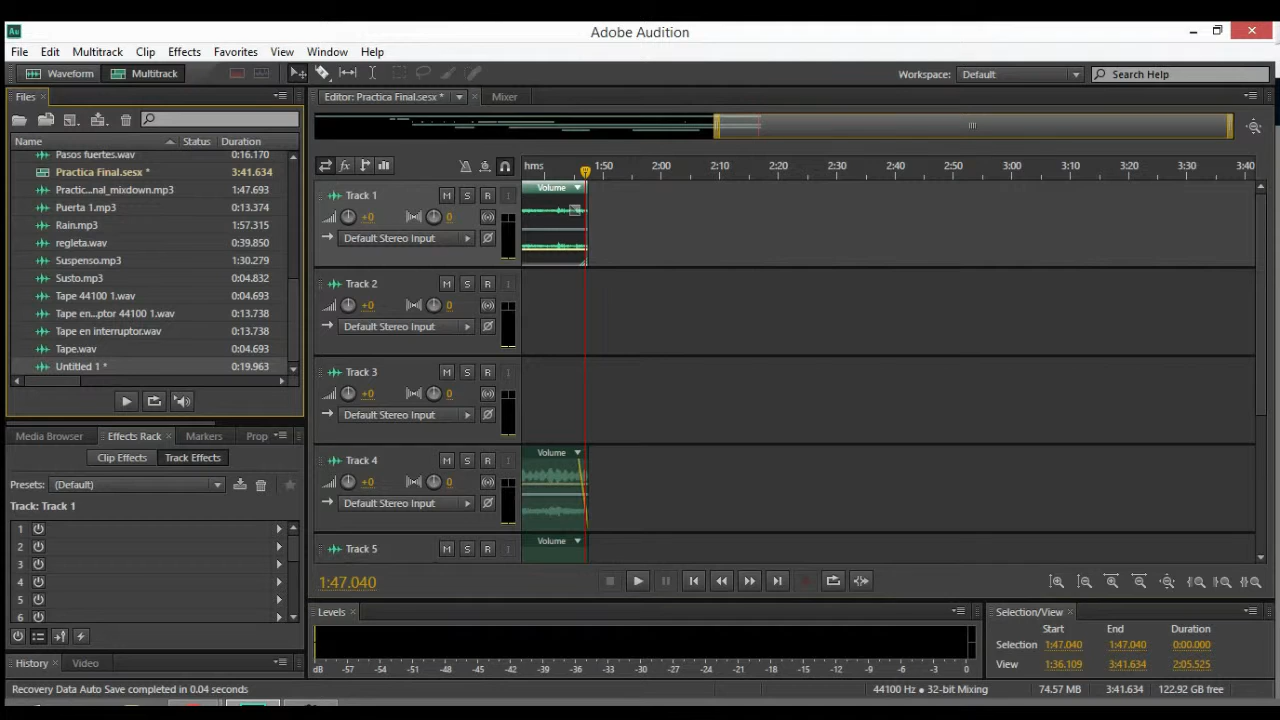 Au Adobe Audition
File Edit Multitrack Clip Effects Favorites View Window Help
Waveform Multitrack Workspace: Default Search Help
Files Editor: Practica Final.sesx * Mixer
Name Status Duration
Pasos fuertes.wav 0:16.170
Practica Final.sesx * 3:41.634
Practic...nal_mixdown.mp3 1:47.693
Puerta 1.mp3 0:13.374
Rain.mp3 1:57.315
regleta.wav 0:39.850
Suspenso.mp3 1:30.279
Susto.mp3 0:04.832
Tape 44100 1.wav 0:04.693
Tape en...ptor 44100 1.wav 0:13.738
Tape en interruptor.wav 0:13.738
Tape.wav 0:04.693
Untitled 1 * 0:19.963
Media Browser Effects Rack Markers Prop
Clip Effects Track Effects
Presets: (Default)
Track: Track 1
1
2
3
4
5
6
History Video
fx
hms 1:50 2:00 2:10 2:20 2:30 2:40 2:50 3:00 3:10 3:20 3:30 3:40
Track 1 M S R I Volume
+0 0
Default Stereo Input
Track 2 M S R I
+0 0
Default Stereo Input
Track 3 M S R I
+0 0
Default Stereo Input
Track 4 M S R I Volume
+0 0
Default Stereo Input
Track 5 M S R I Volume
1:47.040
Levels
dB -57 -54 -51 -48 -45 -42 -39 -36 -33 -30 -27 -24 -21 -18 -15 -12 -9 -6 -3 0
Selection/View
Start End Duration
Selection 1:47.040 1:47.040 0:00.000
View 1:36.109 3:41.634 2:05.525
Recovery Data Auto Save completed in 0.04 seconds 44100 Hz ● 32-bit Mixing 74.57 MB 3:41.634 122.92 GB free